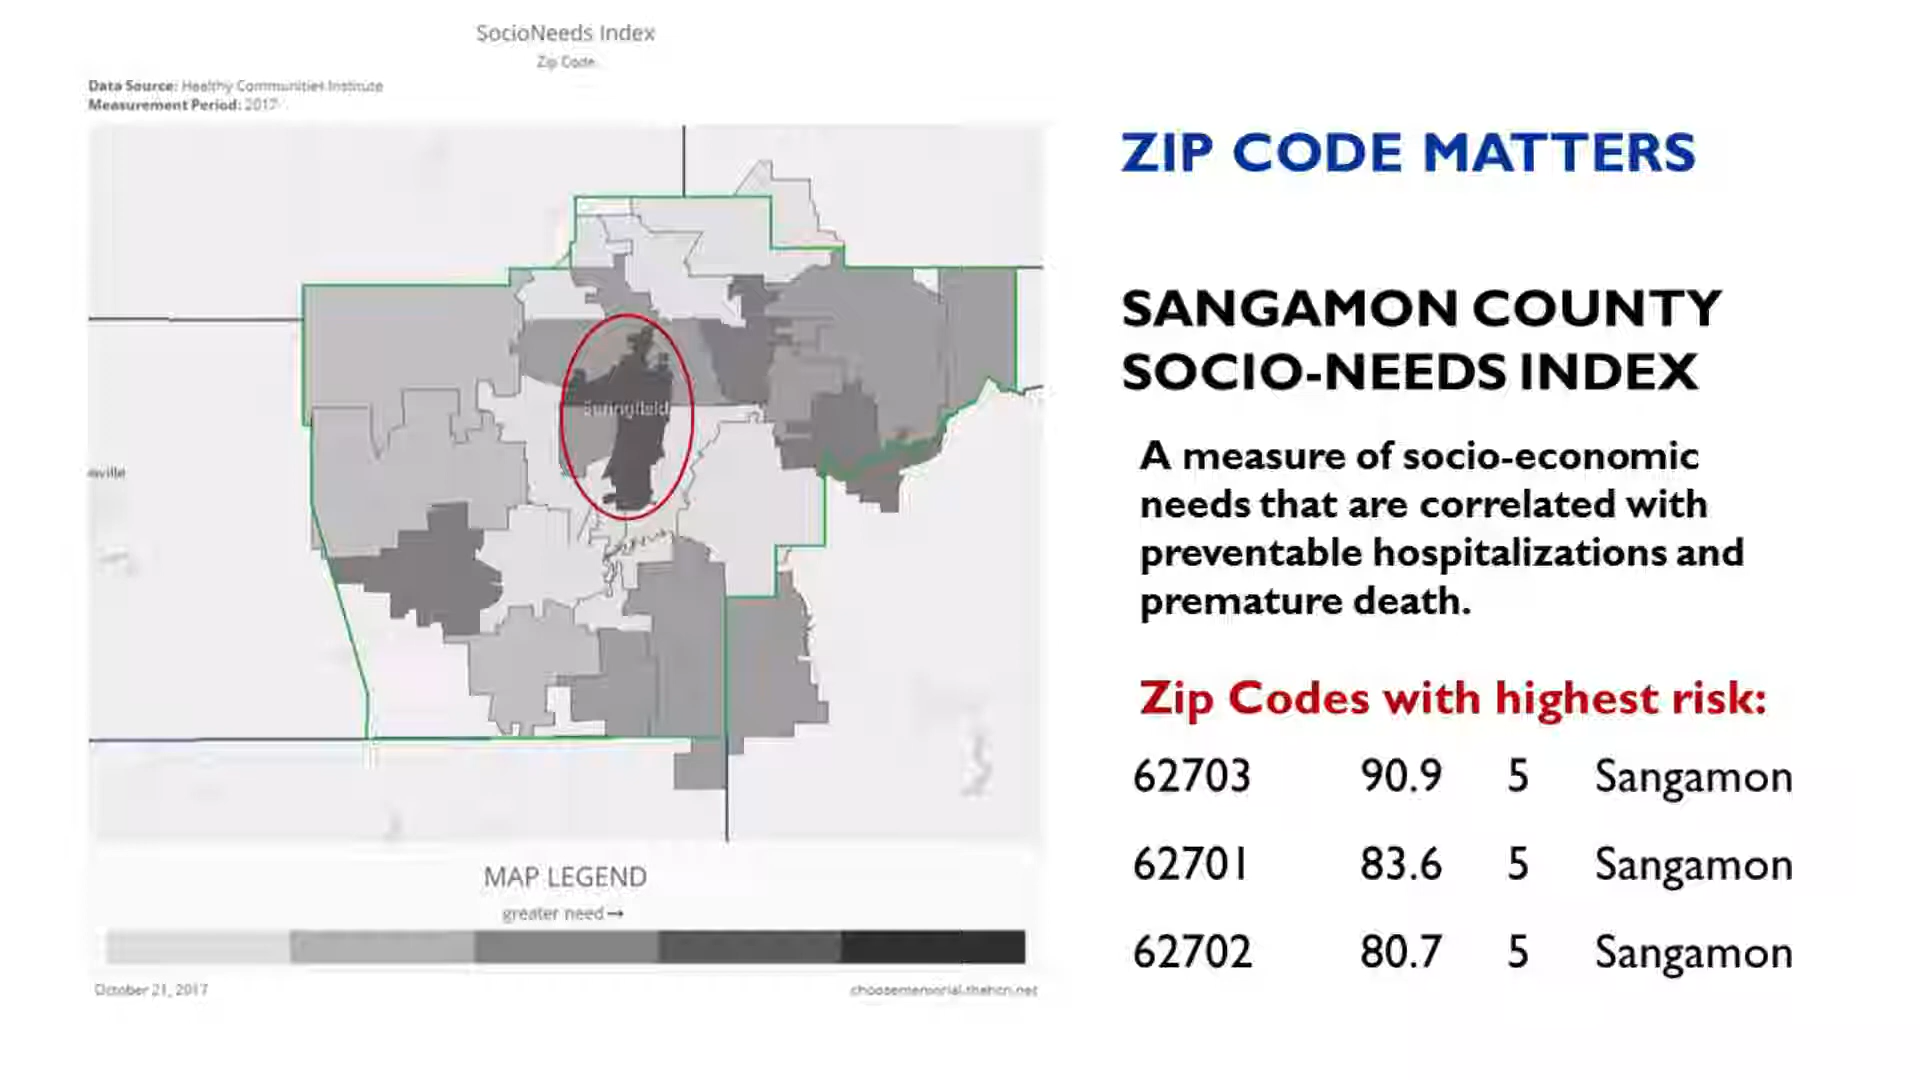 SocioNeeds Index
Zip Code
Data Source: Healthy Communities Institute
Measurement Period: 2017
Springfield
MAP LEGEND
greater need →
October 21, 2017
choosememorial.thehcn.net
ZIP CODE MATTERS
SANGAMON COUNTY
SOCIO-NEEDS INDEX
A measure of socio-economic
needs that are correlated with
preventable hospitalizations and
premature death.
Zip Codes with highest risk:
62703 90.9 5 Sangamon
62701 83.6 5 Sangamon
62702 80.7 5 Sangamon